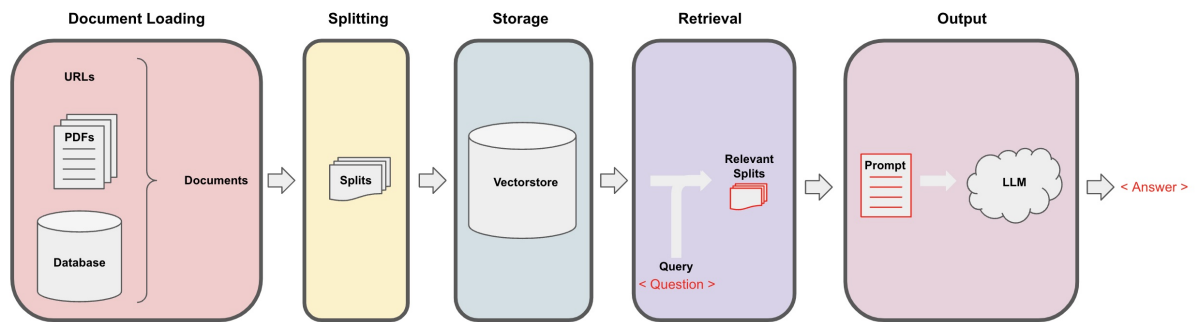 Document Loading
Splitting
Storage
Retrieval
Output
URLs
PDFs
Database
Documents
Splits
Vectorstore
Query
< Question >
Relevant
Splits
Prompt
LLM
< Answer >